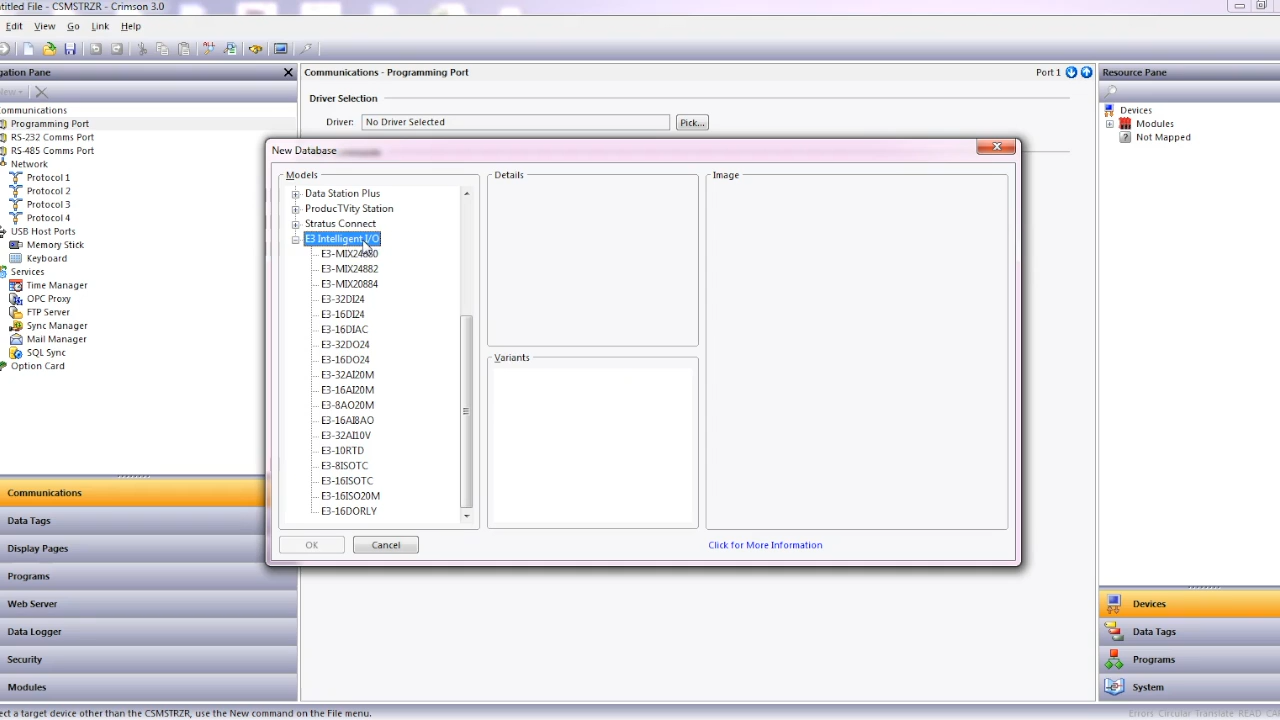 ntitled File - CSMSTRZR - Crimson 3.0
Edit View Go Link Help
gation Pane
ew
ommunications
Programming Port
RS-232 Comms Port
RS-485 Comms Port
Network
Protocol 1
Protocol 2
Protocol 3
Protocol 4
USB Host Ports
Memory Stick
Keyboard
Services
Time Manager
OPC Proxy
FTP Server
Sync Manager
Mail Manager
SQL Sync
Option Card
Communications
Data Tags
Display Pages
Programs
Web Server
Data Logger
Security
Modules
Communications - Programming Port
Port 1
Driver Selection
Driver: No Driver Selected Pick...
New Database
Models
Data Station Plus
ProducTVity Station
Stratus Connect
E3 Intelligent I/O
E3-MIX24880
E3-MIX24882
E3-MIX20884
E3-32DI24
E3-16DI24
E3-16DIAC
E3-32DO24
E3-16DO24
E3-32AI20M
E3-16AI20M
E3-8AO20M
E3-16AI8AO
E3-32AI10V
E3-10RTD
E3-8ISOTC
E3-16ISOTC
E3-16ISO20M
E3-16DORLY
Details
Variants
Image
OK Cancel
Click for More Information
Resource Pane
Devices
Modules
Not Mapped
Devices
Data Tags
Programs
System
ect a target device other than the CSMSTRZR, use the New command on the File menu.
Errors Circular Translate READ CA